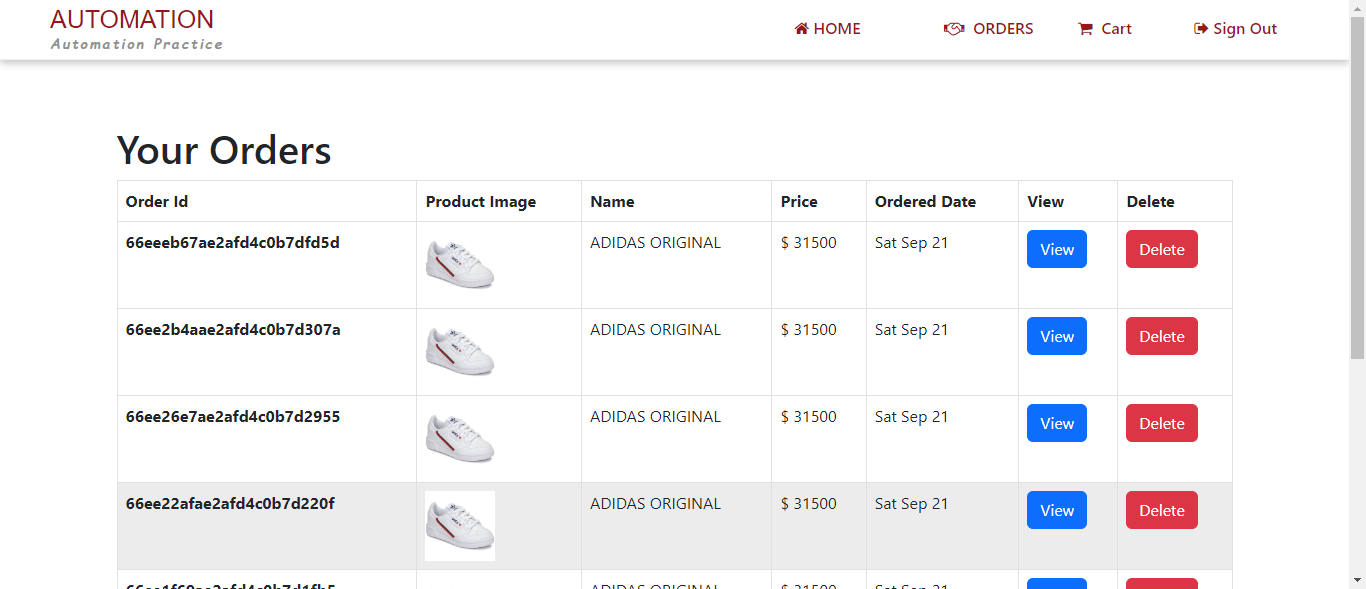 AUTOMATION
Automation Practice
HOME ORDERS Cart Sign Out
Your Orders
Order Id Product Image Name Price Ordered Date View Delete
66eeeb67ae2afd4c0b7dfd5d ADIDAS ORIGINAL $ 31500 Sat Sep 21 View Delete
66ee2b4aae2afd4c0b7d307a ADIDAS ORIGINAL $ 31500 Sat Sep 21 View Delete
66ee26e7ae2afd4c0b7d2955 ADIDAS ORIGINAL $ 31500 Sat Sep 21 View Delete
66ee22afae2afd4c0b7d220f ADIDAS ORIGINAL $ 31500 Sat Sep 21 View Delete
ADIDAS ORIGINAL $ 31500 Sat Sep 21